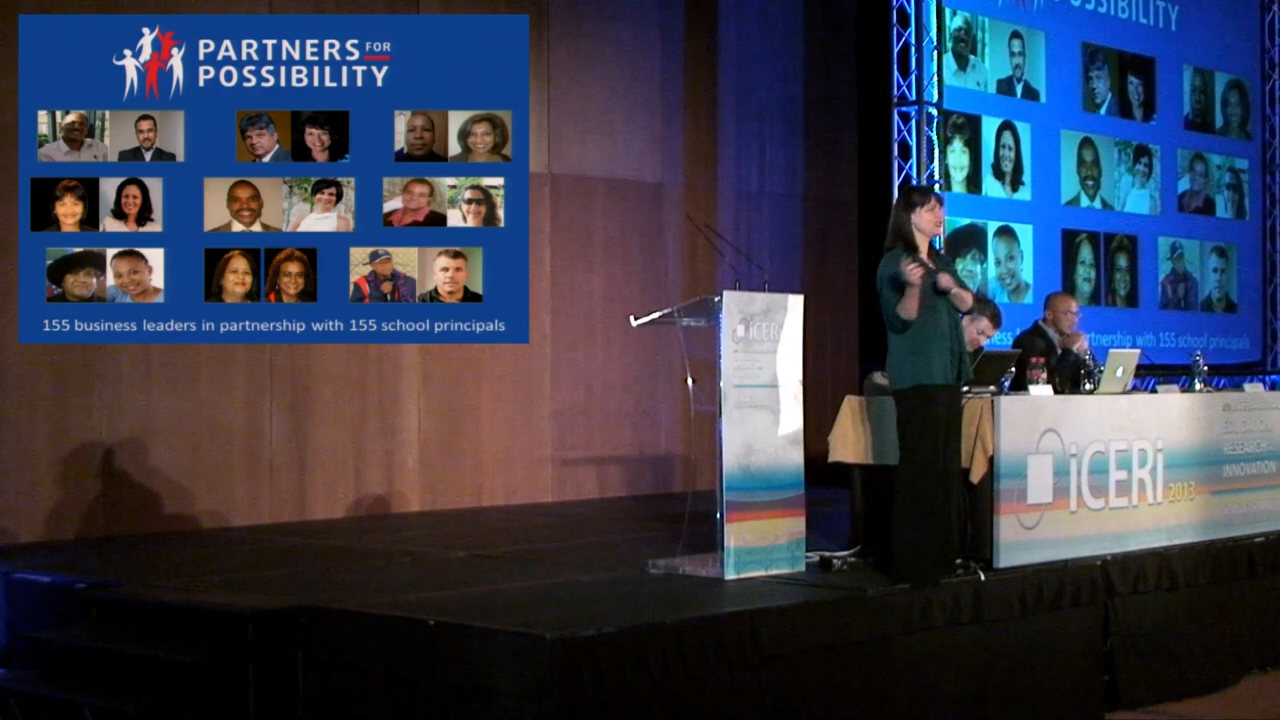 PARTNERS FOR
POSSIBILITY
155 business leaders in partnership with 155 school principals
POSSIBILITY
rtnership with 155 school principals
iCERi
iCERi
2013
EDUCATION
RESEARCH
INNOVATION